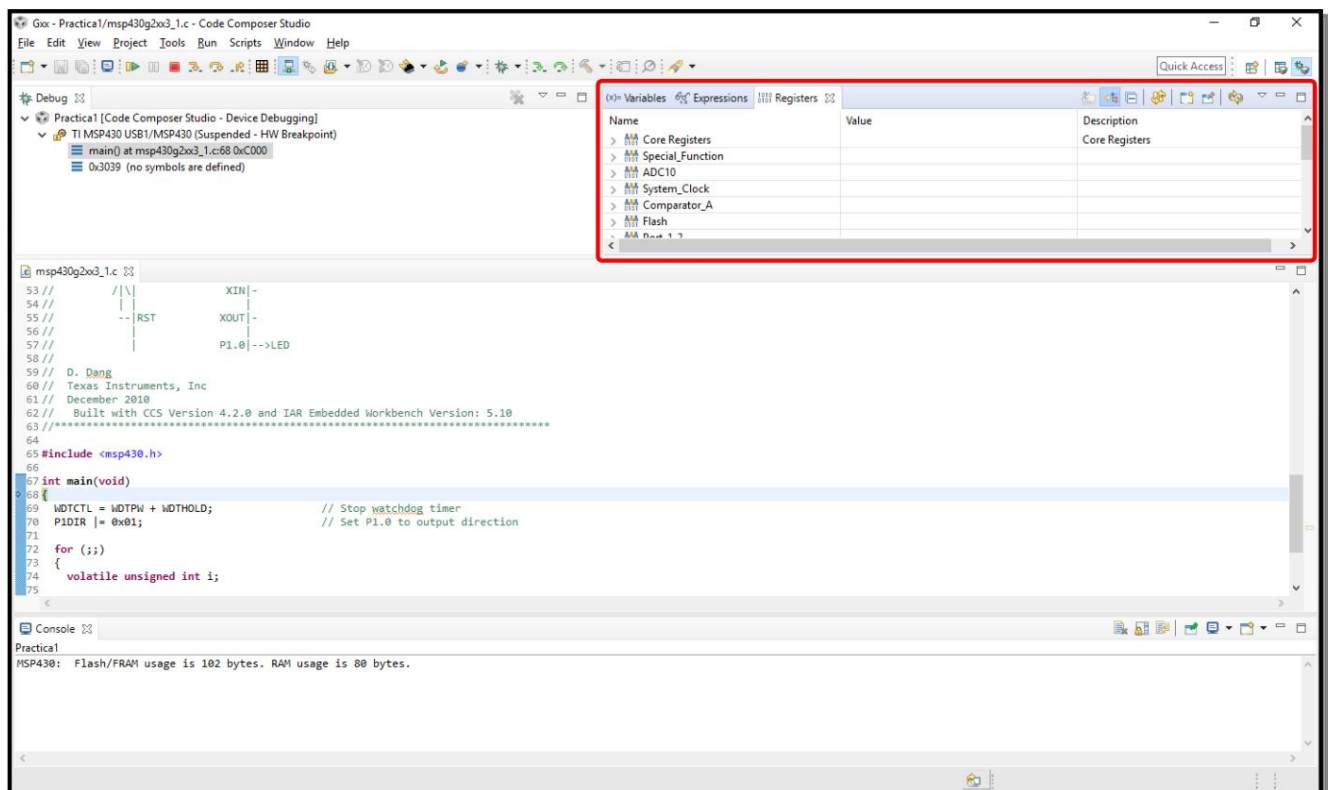 Gxx - Practica1/msp430g2xx3_1.c - Code Composer Studio
File Edit View Project Tools Run Scripts Window Help
Quick Access
Debug
Practica1 [Code Composer Studio - Device Debugging]
TI MSP430 USB1/MSP430 (Suspended - HW Breakpoint)
main() at msp430g2xx3_1.c:68 0xC000
0x3039 (no symbols are defined)
(x)= Variables Expressions Registers
Name Value Description
Core Registers Core Registers
Special_Function
ADC10
System_Clock
Comparator_A
Flash
Port_1_2
msp430g2xx3_1.c
53 // /|\| XIN|-
54 // | | |
55 // --|RST XOUT|-
56 // | |
57 // | P1.0|-->LED
58 //
59 // D. Dang
60 // Texas Instruments, Inc
61 // December 2010
62 // Built with CCS Version 4.2.0 and IAR Embedded Workbench Version: 5.10
63 //******************************************************************************
64
65 #include <msp430.h>
66
67 int main(void)
68 {
69 WDTCTL = WDTPW + WDTHOLD; // Stop watchdog timer
70 P1DIR |= 0x01; // Set P1.0 to output direction
71
72 for (;;)
73 {
74 volatile unsigned int i;
75
Console
Practica1
MSP430: Flash/FRAM usage is 102 bytes. RAM usage is 80 bytes.